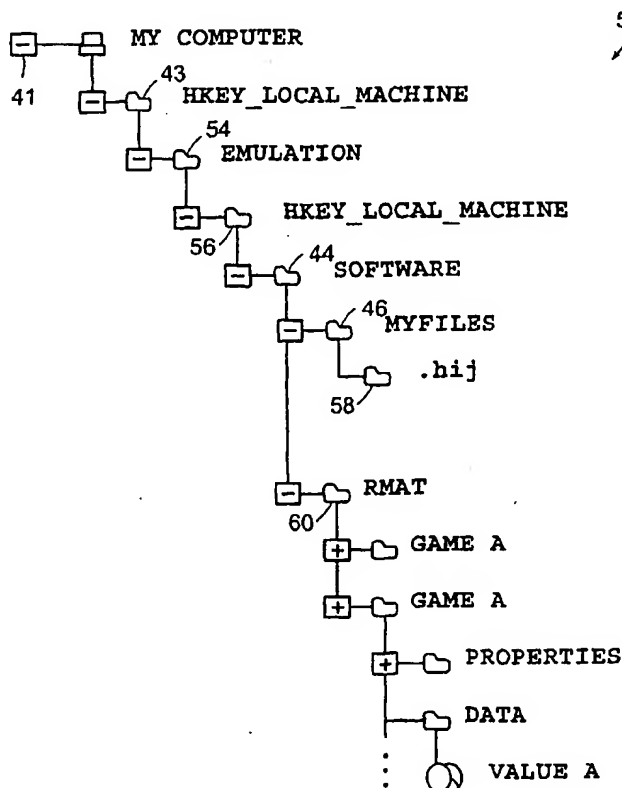 5
MY COMPUTER
41
43
HKEY_LOCAL_MACHINE
54
EMULATION
HKEY_LOCAL_MACHINE
56
44
SOFTWARE
46
MYFILES
.hij
58
RMAT
60
GAME A
GAME A
PROPERTIES
DATA
VALUE A